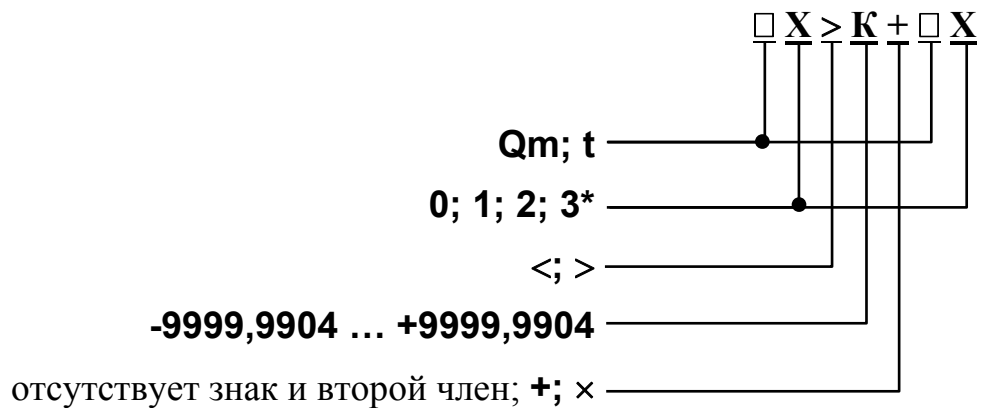 □ X > К + □ X
Qm; t
0; 1; 2; 3*
<; >
-9999,9904 … +9999,9904
отсутствует знак и второй член; +; ×